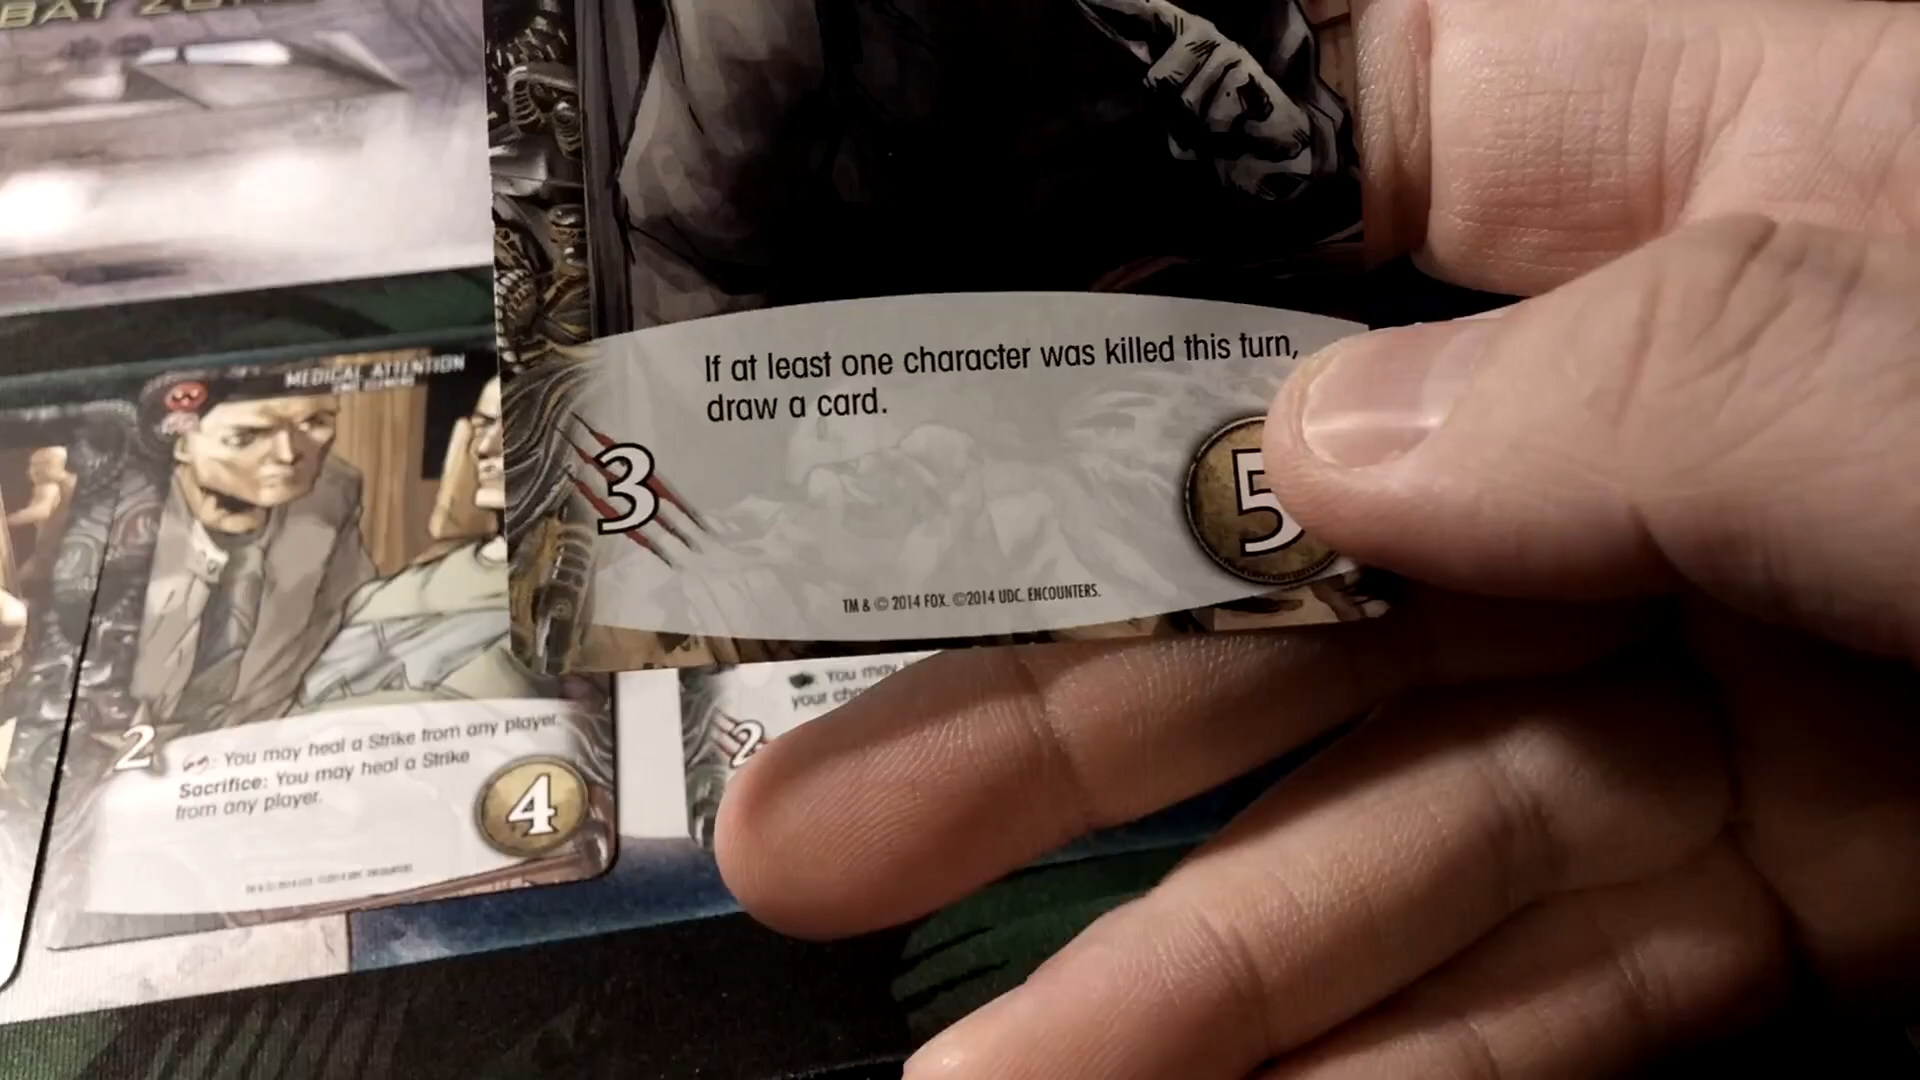 BAT ZO
If at least one character was killed this turn,
draw a card.
3
5
TM & © 2014 FOX. ©2014 UDC. ENCOUNTERS.
MEDICAL ATTENTION
2
: You may heal a Strike from any player.
Sacrifice: You may heal a Strike
from any player.
4
: You may
your cha
2